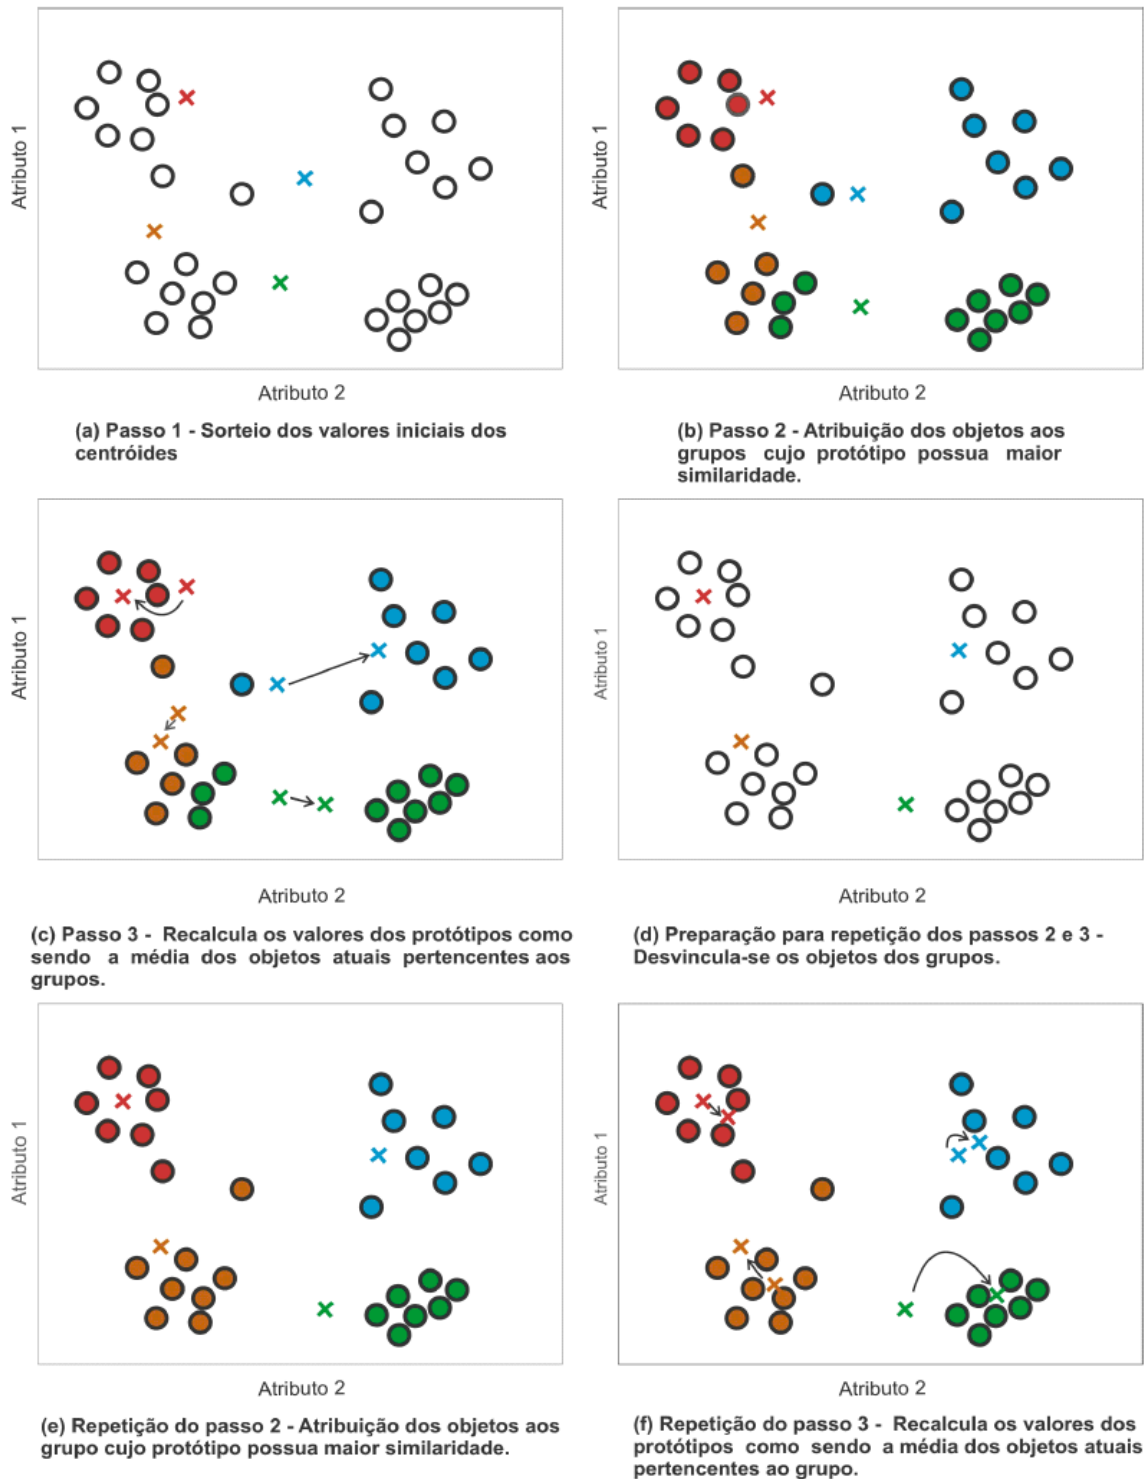 Atributo 1
Atributo 2
(a) Passo 1 - Sorteio dos valores iniciais dos
centróides
Atributo 1
Atributo 2
(b) Passo 2 - Atribuição dos objetos aos
grupos cujo protótipo possua maior
similaridade.
Atributo 1
Atributo 2
(c) Passo 3 - Recalcula os valores dos protótipos como
sendo a média dos objetos atuais pertencentes aos
grupos.
Atributo 1
Atributo 2
(d) Preparação para repetição dos passos 2 e 3 -
Desvincula-se os objetos dos grupos.
Atributo 1
Atributo 2
(e) Repetição do passo 2 - Atribuição dos objetos aos
grupo cujo protótipo possua maior similaridade.
Atributo 1
Atributo 2
(f) Repetição do passo 3 - Recalcula os valores dos
protótipos como sendo a média dos objetos atuais
pertencentes ao grupo.